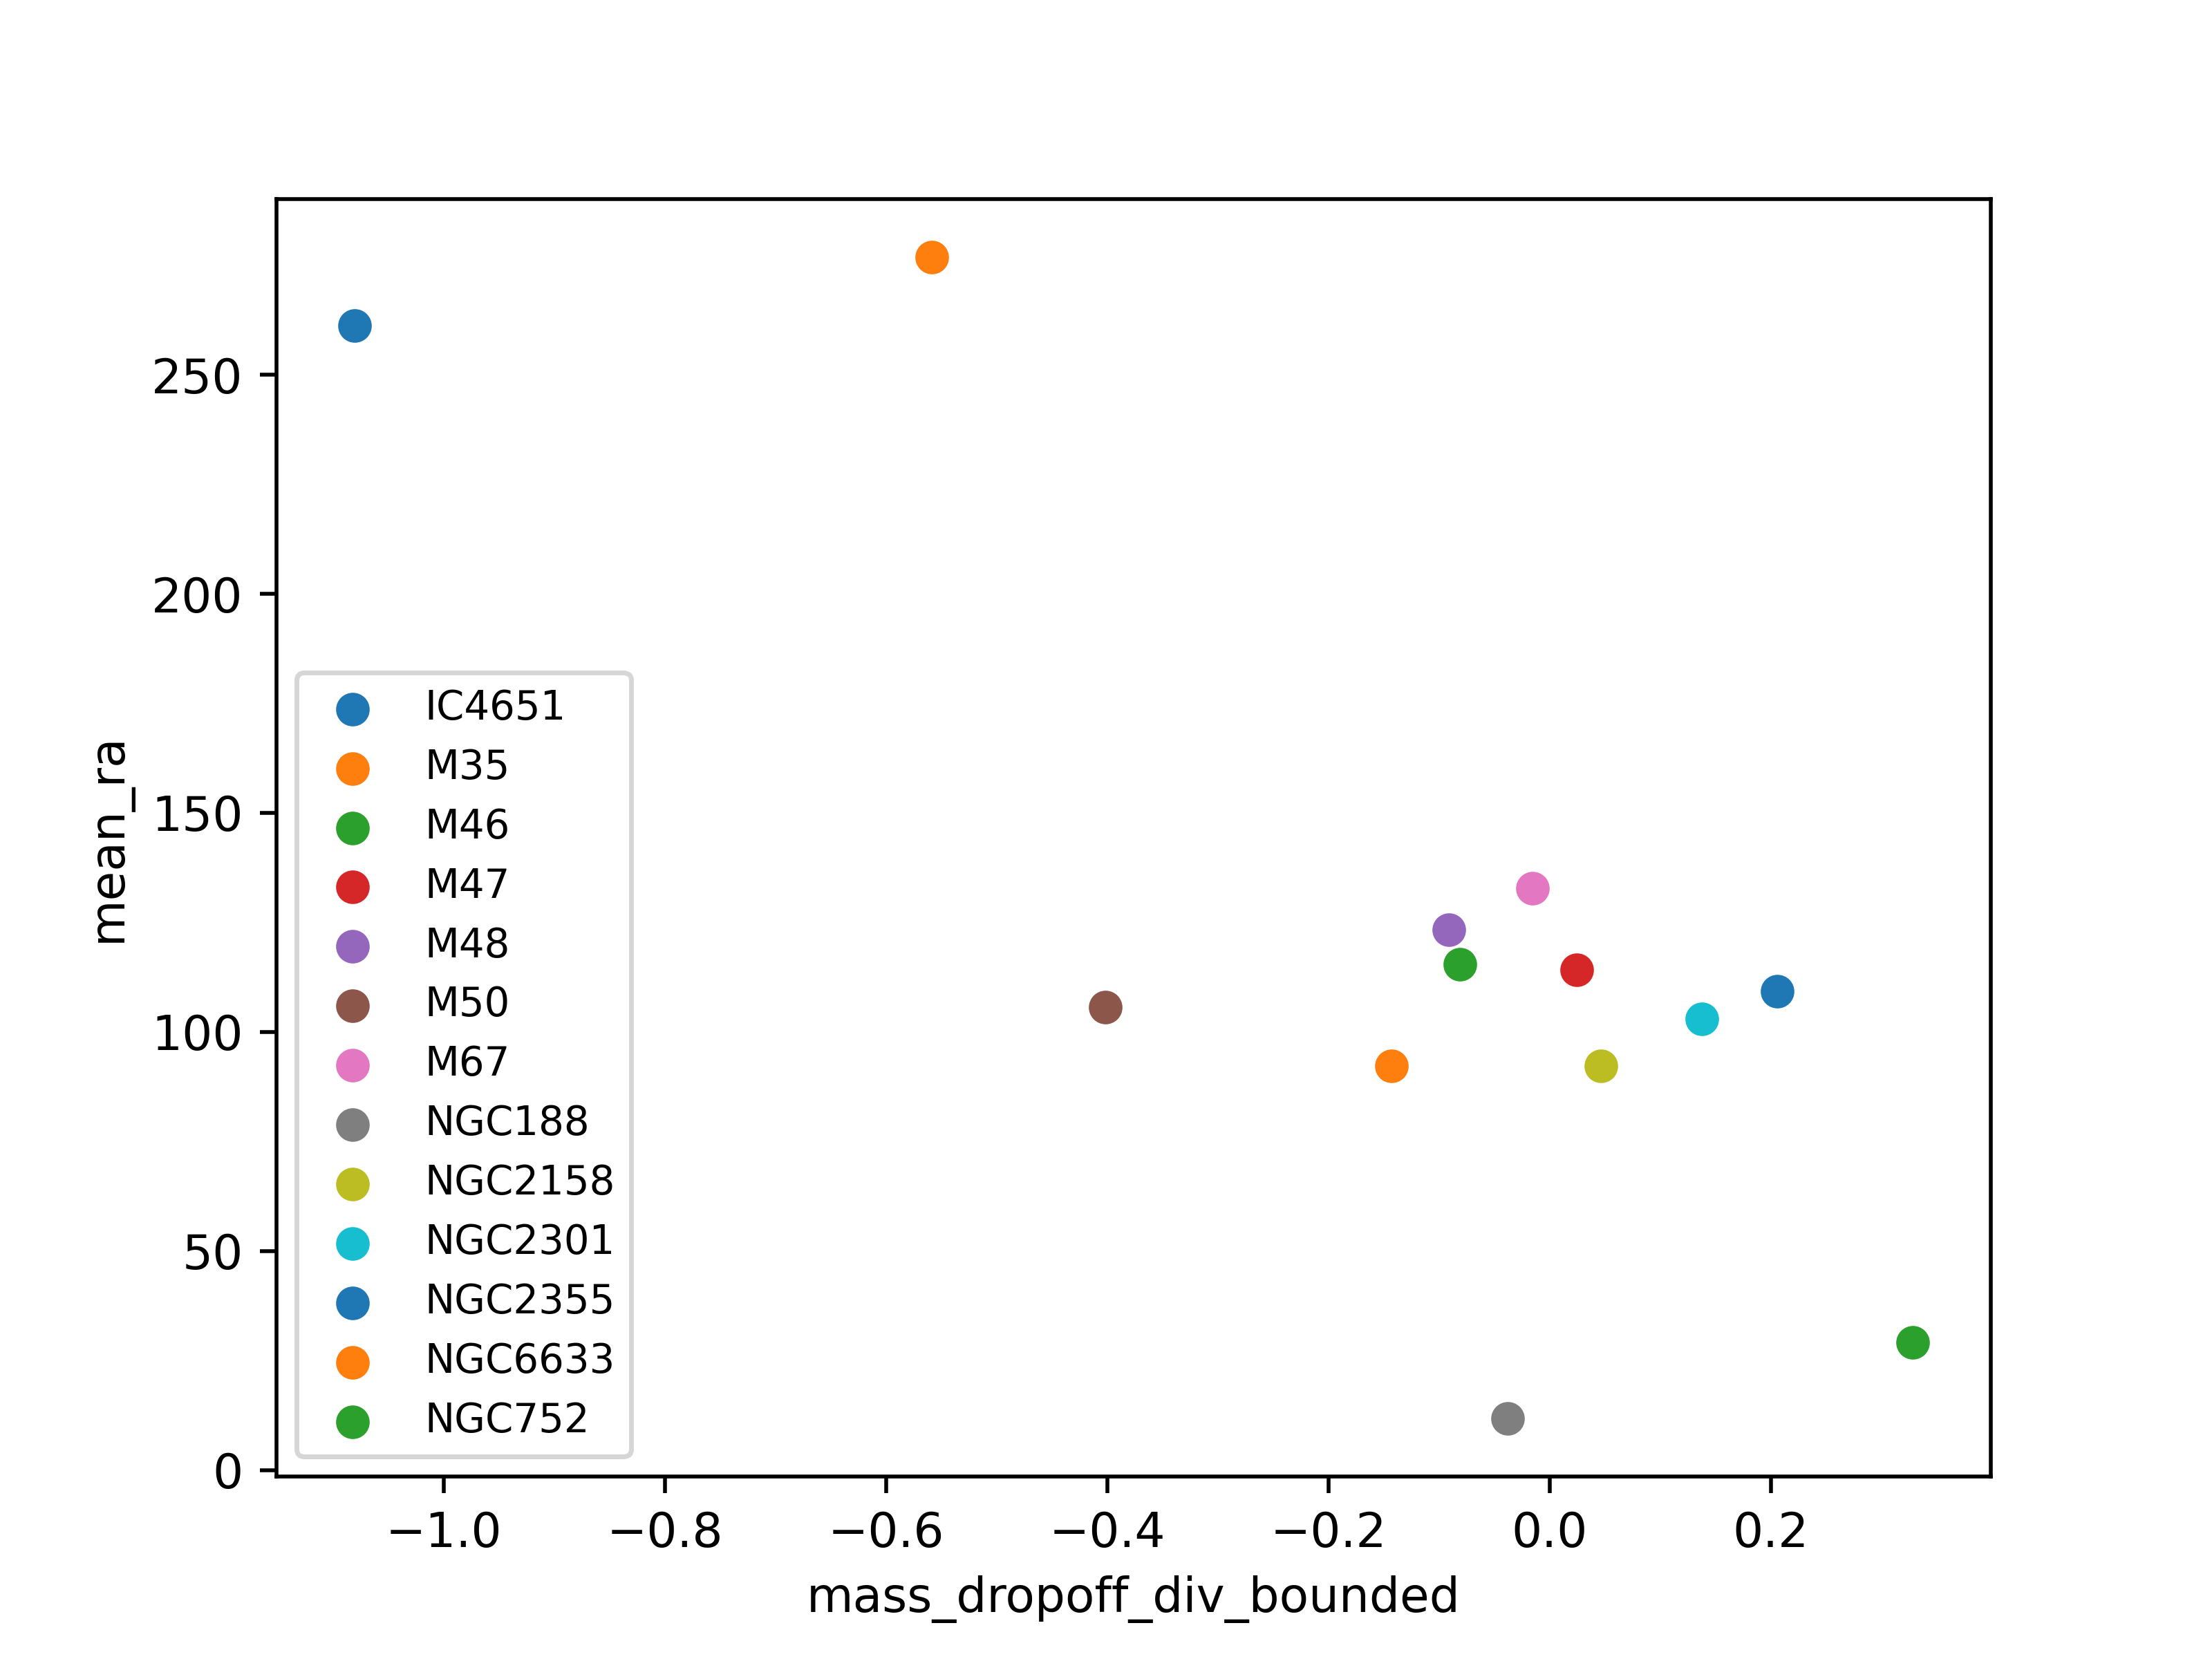 250
200
150
100
50
0
mean_ra
IC4651
M35
M46
M47
M48
M50
M67
NGC188
NGC2158
NGC2301
NGC2355
NGC6633
NGC752
−1.0 −0.8 −0.6 −0.4 −0.2 0.0 0.2
mass_dropoff_div_bounded